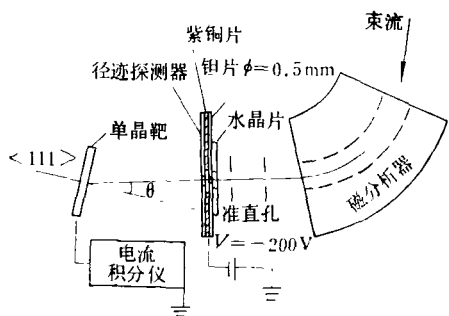 束流
紫铜片
径迹探测器
钽片 φ=0.5mm
单晶靶
水晶片
<111>
θ
磁分析器
准直孔
V=-200V
电流
积分仪